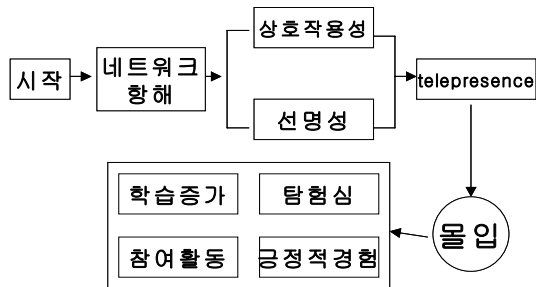 시작
네트워크
항해
상호작용성
선명성
telepresence
몰입
학습증가
탐험심
참여활동
긍정적경험